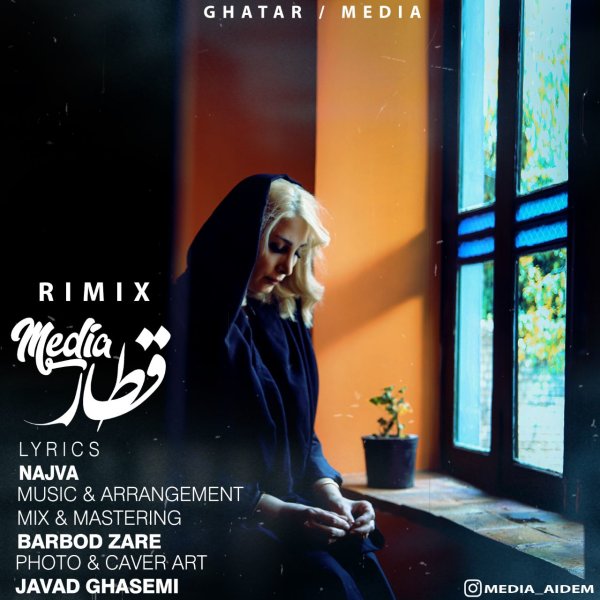 GHATAR / MEDIA
RIMIX
Media
قطار
LYRICS
NAJVA
MUSIC & ARRANGEMENT
MIX & MASTERING
BARBOD ZARE
PHOTO & CAVER ART
JAVAD GHASEMI
MEDIA_AIDEM